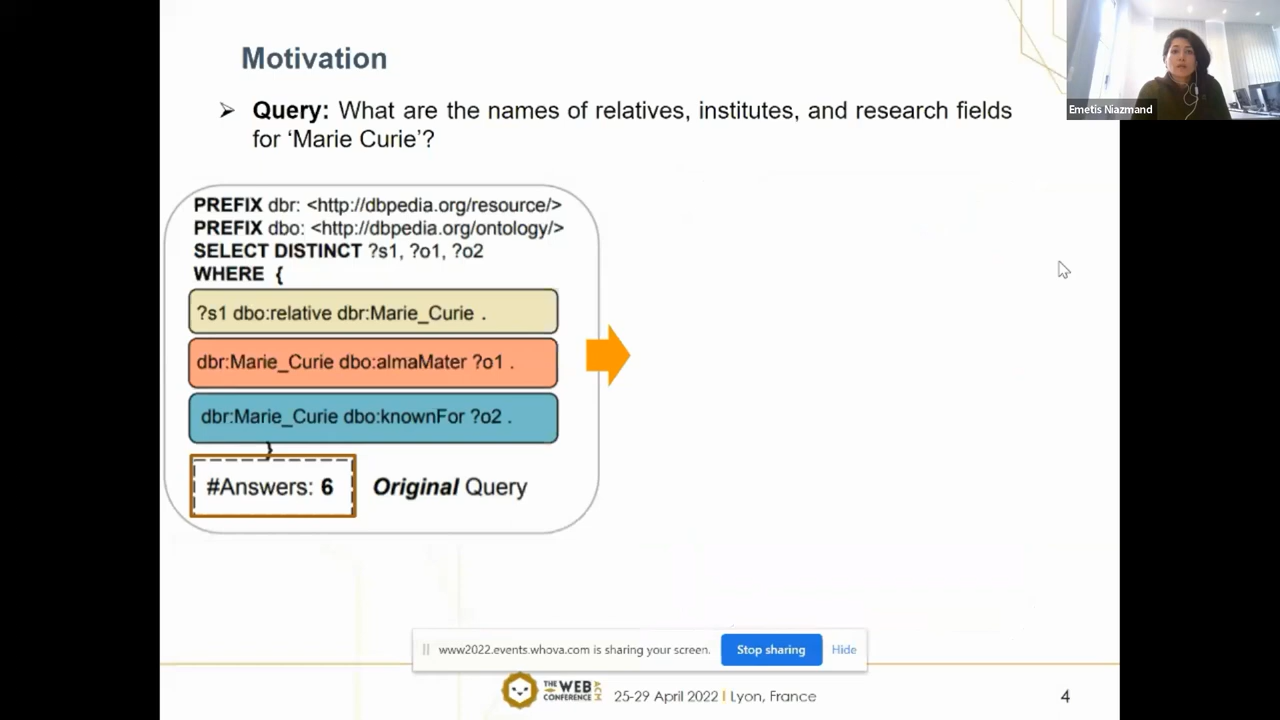 Motivation
Emetis Niazmand
➢ Query: What are the names of relatives, institutes, and research fields
for ‘Marie Curie’?
PREFIX dbr: <http://dbpedia.org/resource/>
PREFIX dbo: <http://dbpedia.org/ontology/>
SELECT DISTINCT ?s1, ?o1, ?o2
WHERE {
?s1 dbo:relative dbr:Marie_Curie .
dbr:Marie_Curie dbo:almaMater ?o1 .
dbr:Marie_Curie dbo:knownFor ?o2 .
}
#Answers: 6 Original Query
www2022.events.whova.com is sharing your screen. Stop sharing Hide
THE WEB CONFERENCE ACM 25-29 April 2022 | Lyon, France
4